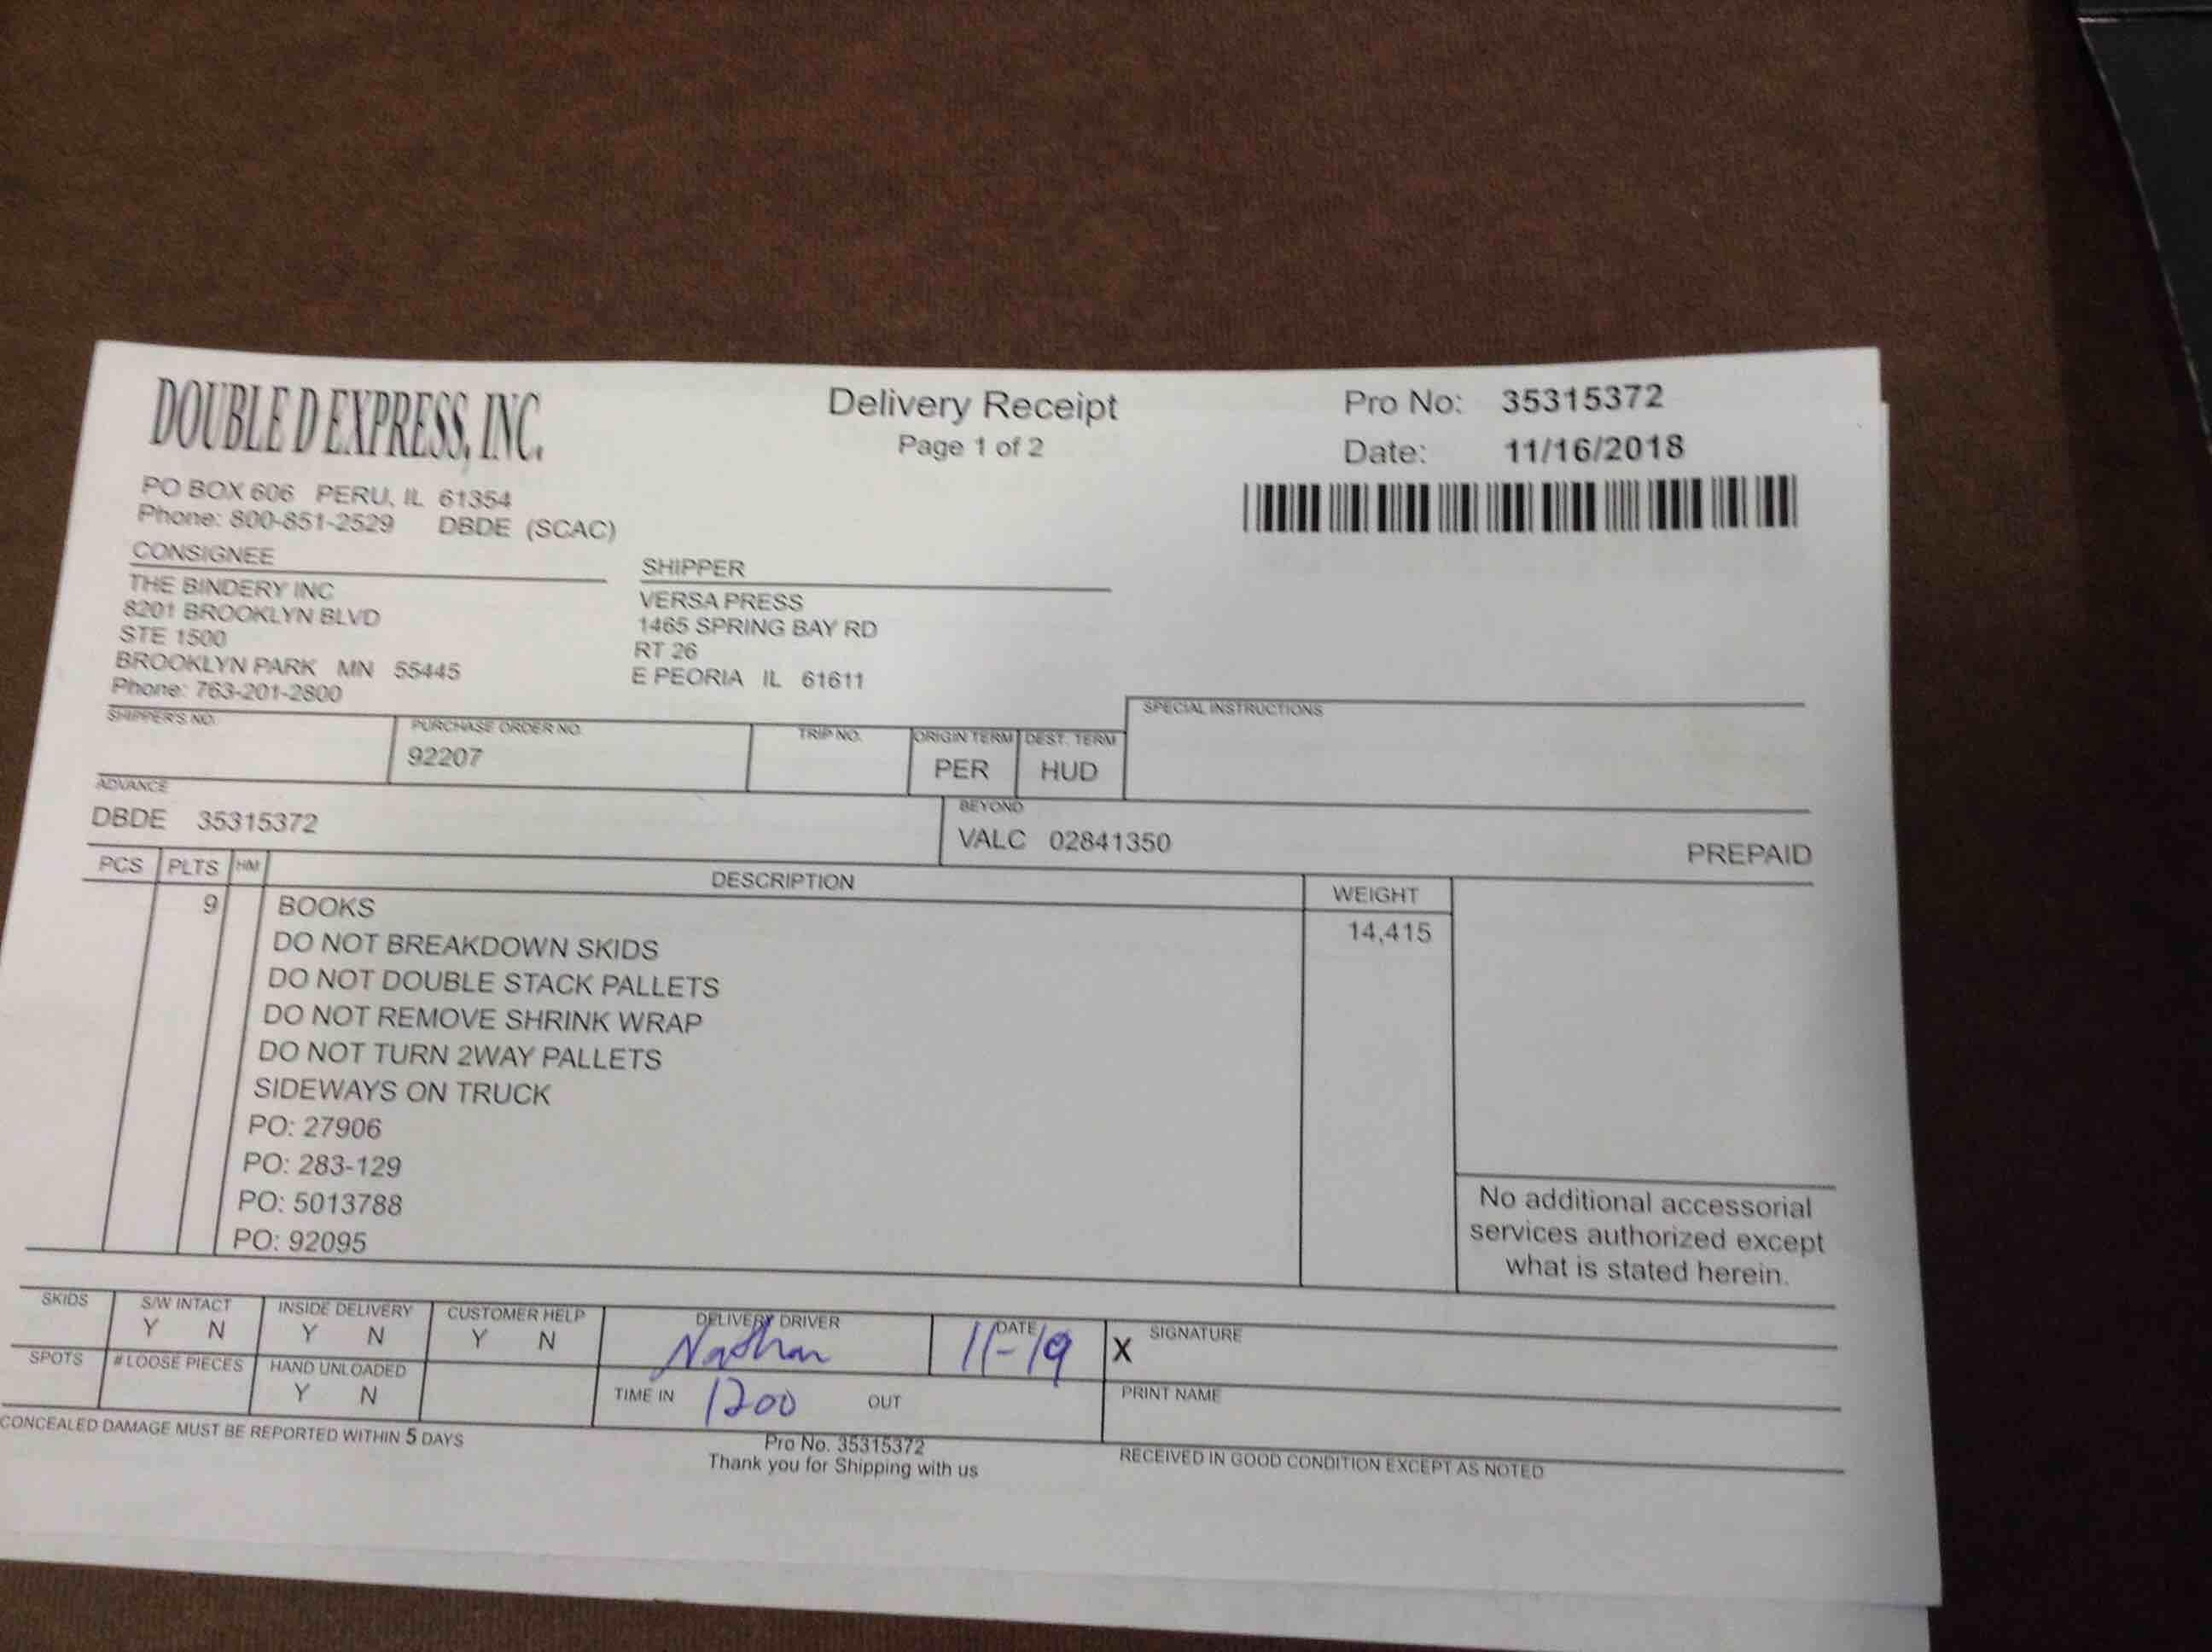 DOUBLE D EXPRESS, INC.
Delivery Receipt
Page 1 of 2
Pro No: 35315372
Date: 11/16/2018
PO BOX 606 PERU, IL 61354
Phone: 800-851-2529 DBDE (SCAC)
CONSIGNEE
THE BINDERY INC
8201 BROOKLYN BLVD
STE 1500
BROOKLYN PARK MN 55445
Phone: 763-201-2800
SHIPPER
VERSA PRESS
1465 SPRING BAY RD
RT 26
E PEORIA IL 61611
SHIPPER'S NO.
PURCHASE ORDER NO.
92207
TRIP NO.
ORIGIN TERM
PER
DEST. TERM
HUD
SPECIAL INSTRUCTIONS
ADVANCE
DBDE 35315372
BEYOND
VALC 02841350
PREPAID
PCS PLTS HM DESCRIPTION WEIGHT
9 BOOKS 14,415
DO NOT BREAKDOWN SKIDS
DO NOT DOUBLE STACK PALLETS
DO NOT REMOVE SHRINK WRAP
DO NOT TURN 2WAY PALLETS
SIDEWAYS ON TRUCK
PO: 27906
PO: 283-129
PO: 5013788
PO: 92095
No additional accessorial
services authorized except
what is stated herein.
SKIDS
S/W INTACT
Y N
INSIDE DELIVERY
Y N
CUSTOMER HELP
Y N
DELIVERY DRIVER
Nathan
DATE
11-19
X SIGNATURE
SPOTS
# LOOSE PIECES
HAND UNLOADED
Y N
TIME IN 1200 OUT
PRINT NAME
CONCEALED DAMAGE MUST BE REPORTED WITHIN 5 DAYS
Pro No. 35315372
Thank you for Shipping with us
RECEIVED IN GOOD CONDITION EXCEPT AS NOTED